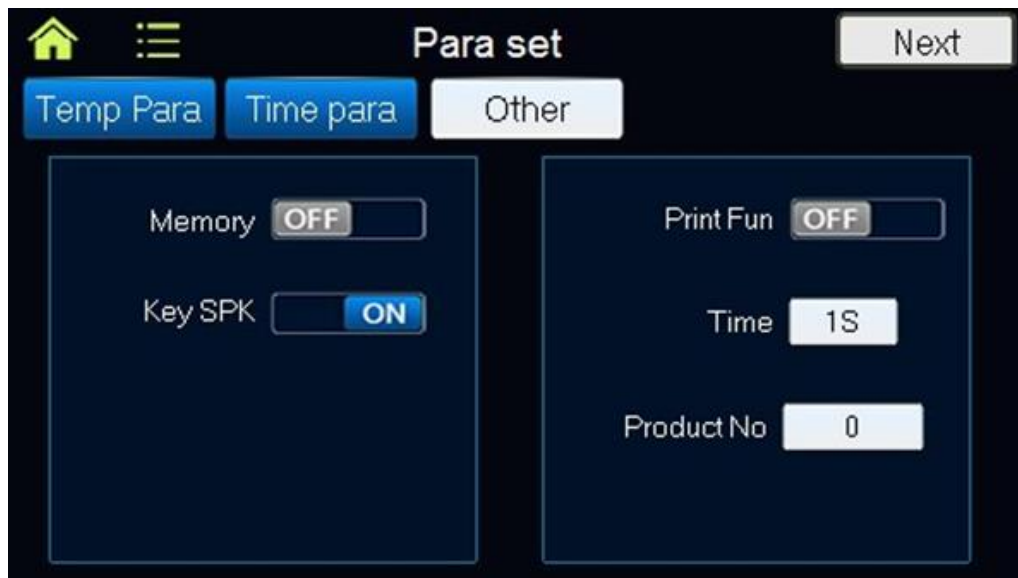 Para set
Next
Temp Para
Time para
Other
Memory OFF
Key SPK ON
Print Fun OFF
Time 1S
Product No 0